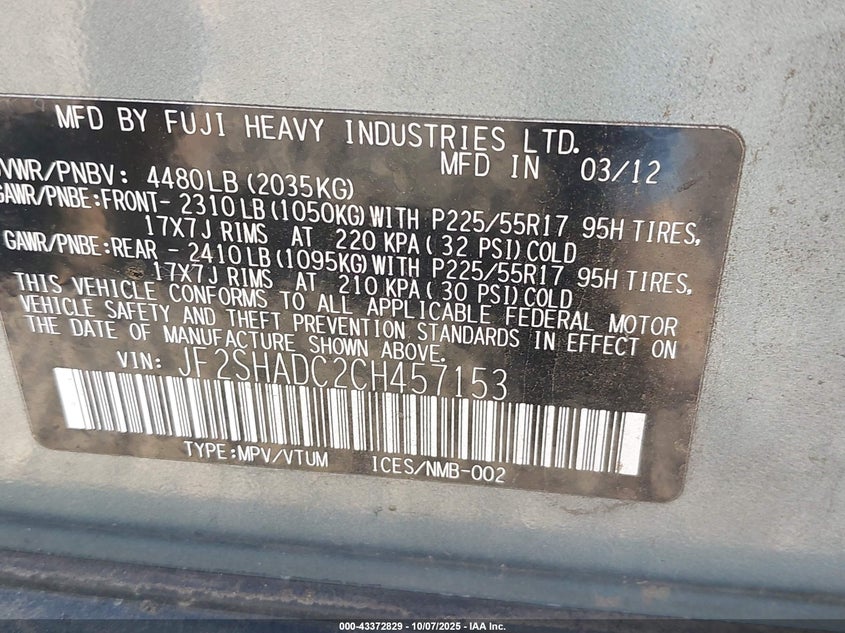 MFD BY FUJI HEAVY INDUSTRIES LTD.
MFD IN 03/12
GVWR/PNBV: 4480LB(2035KG)
GAWR/PNBE:FRONT- 2310LB(1050KG)WITH P225/55R17 95H TIRES,
17X7J RIMS AT 220 KPA(32 PSI)COLD
GAWR/PNBE:REAR - 2410LB(1095KG)WITH P225/55R17 95H TIRES,
17X7J RIMS AT 210 KPA(30 PSI)COLD
THIS VEHICLE CONFORMS TO ALL APPLICABLE FEDERAL MOTOR
VEHICLE SAFETY AND THEFT PREVENTION STANDARDS IN EFFECT ON
THE DATE OF MANUFACTURE SHOWN ABOVE.
VIN: JF2SHADC2CH457153
TYPE:MPV/VTUM ICES/NMB-002
000-43372829 - 10/07/2025 - IAA Inc.